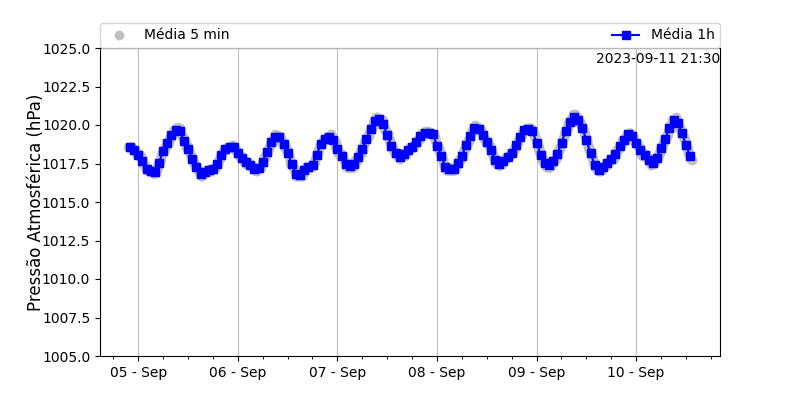 Média 5 min
Média 1h
2023-09-11 21:30
Pressão Atmosférica (hPa)
1025.0
1022.5
1020.0
1017.5
1015.0
1012.5
1010.0
1007.5
1005.0
05 - Sep
06 - Sep
07 - Sep
08 - Sep
09 - Sep
10 - Sep